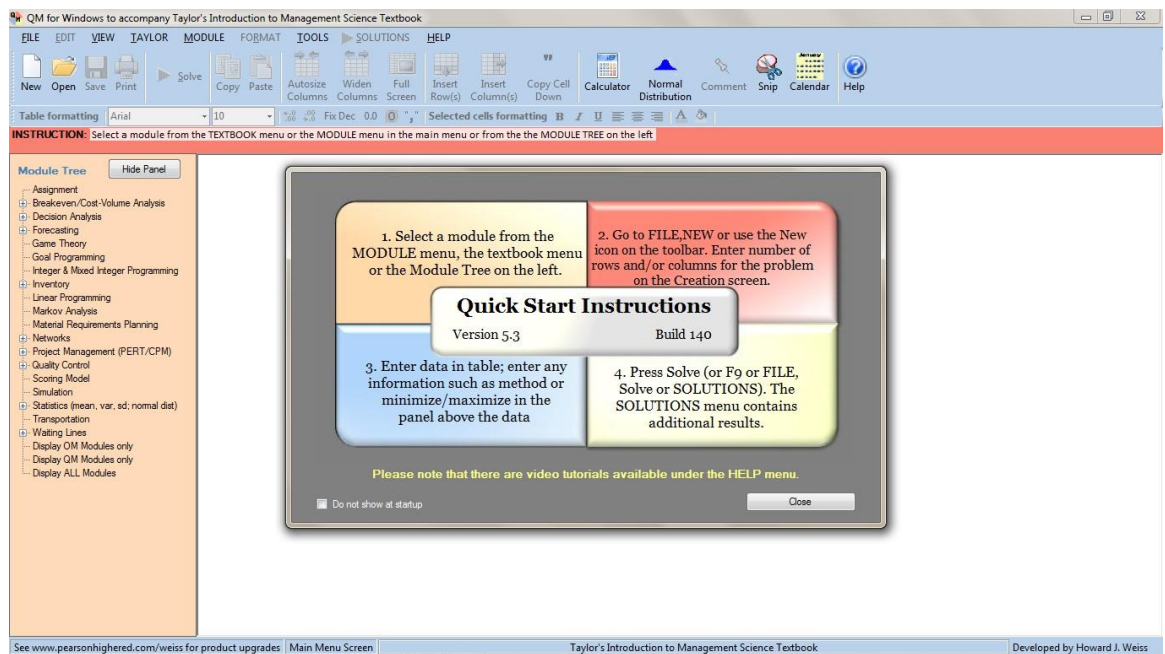 QM for Windows to accompany Taylor's Introduction to Management Science Textbook
FILE EDIT VIEW TAYLOR MODULE FORMAT TOOLS SOLUTIONS HELP
New Open Save Print Solve Copy Paste Autosize Columns Widen Columns Full Screen Insert Row(s) Insert Column(s) Copy Cell Down Calculator Normal Distribution Comment Snip Calendar Help
Table formatting Arial 10 Fix Dec 0.0 0 "," Selected cells formatting B I U A
INSTRUCTION: Select a module from the TEXTBOOK menu or the MODULE menu in the main menu or from the the MODULE TREE on the left
Module Tree Hide Panel
Assignment
Breakeven/Cost-Volume Analysis
Decision Analysis
Forecasting
Game Theory
Goal Programming
Integer & Mixed Integer Programming
Inventory
Linear Programming
Markov Analysis
Material Requirements Planning
Networks
Project Management (PERT/CPM)
Quality Control
Scoring Model
Simulation
Statistics (mean, var, sd; normal dist)
Transportation
Waiting Lines
Display OM Modules only
Display QM Modules only
Display ALL Modules
1. Select a module from the
MODULE menu, the textbook menu
or the Module Tree on the left.
2. Go to FILE,NEW or use the New
icon on the toolbar. Enter number of
rows and/or columns for the problem
on the Creation screen.
Quick Start Instructions
Version 5.3 Build 140
3. Enter data in table; enter any
information such as method or
minimize/maximize in the
panel above the data
4. Press Solve (or F9 or FILE,
Solve or SOLUTIONS). The
SOLUTIONS menu contains
additional results.
Please note that there are video tutorials available under the HELP menu.
Do not show at startup
Close
See www.pearsonhighered.com/weiss for product upgrades Main Menu Screen Taylor's Introduction to Management Science Textbook Developed by Howard J. Weiss